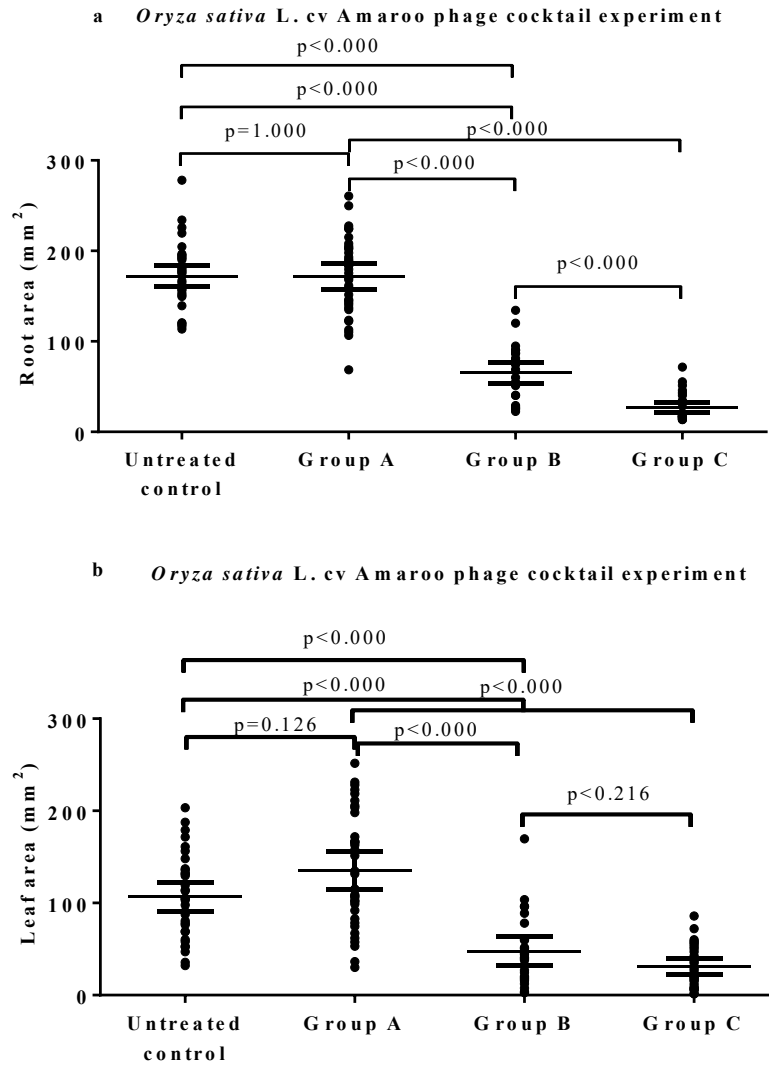 a Oryza sativa L. cv Amaroo phage cocktail experiment
p<0.000
p<0.000
p=1.000 p<0.000
p<0.000
p<0.000
Root area (mm²)
300
200
100
0
Untreated control Group A Group B Group C
b Oryza sativa L. cv Amaroo phage cocktail experiment
p<0.000
p<0.000 p<0.000
p=0.126 p<0.000
p<0.216
Leaf area (mm²)
300
200
100
0
Untreated control Group A Group B Group C